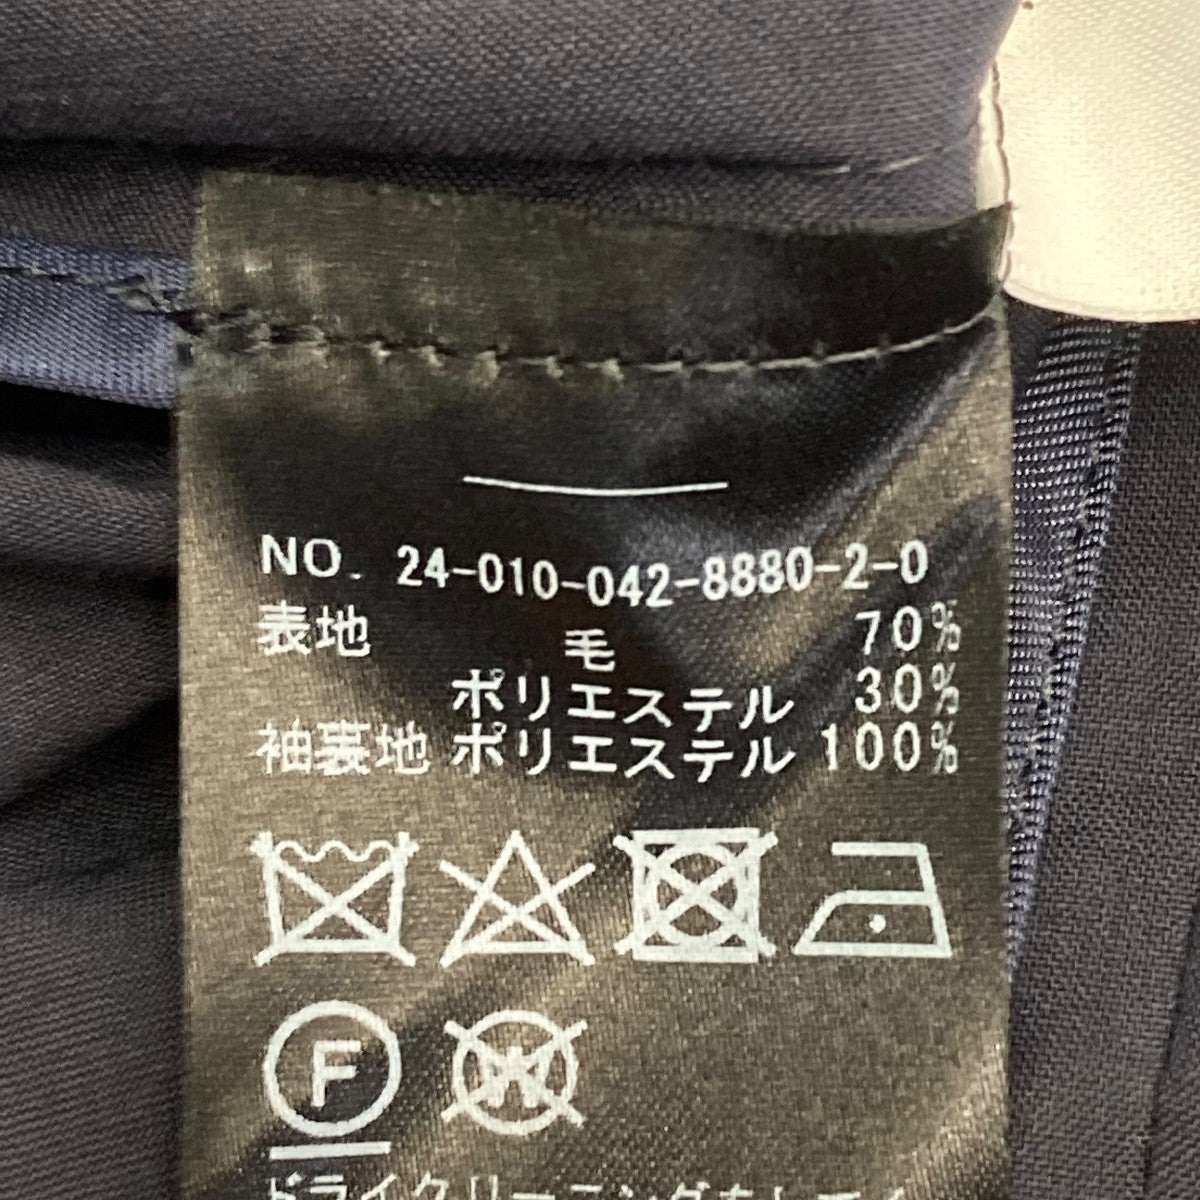 NO. 24-010-042-8880-2-0
表地 毛 70%
ポリエステル 30%
袖裏地 ポリエステル 100%
F
W